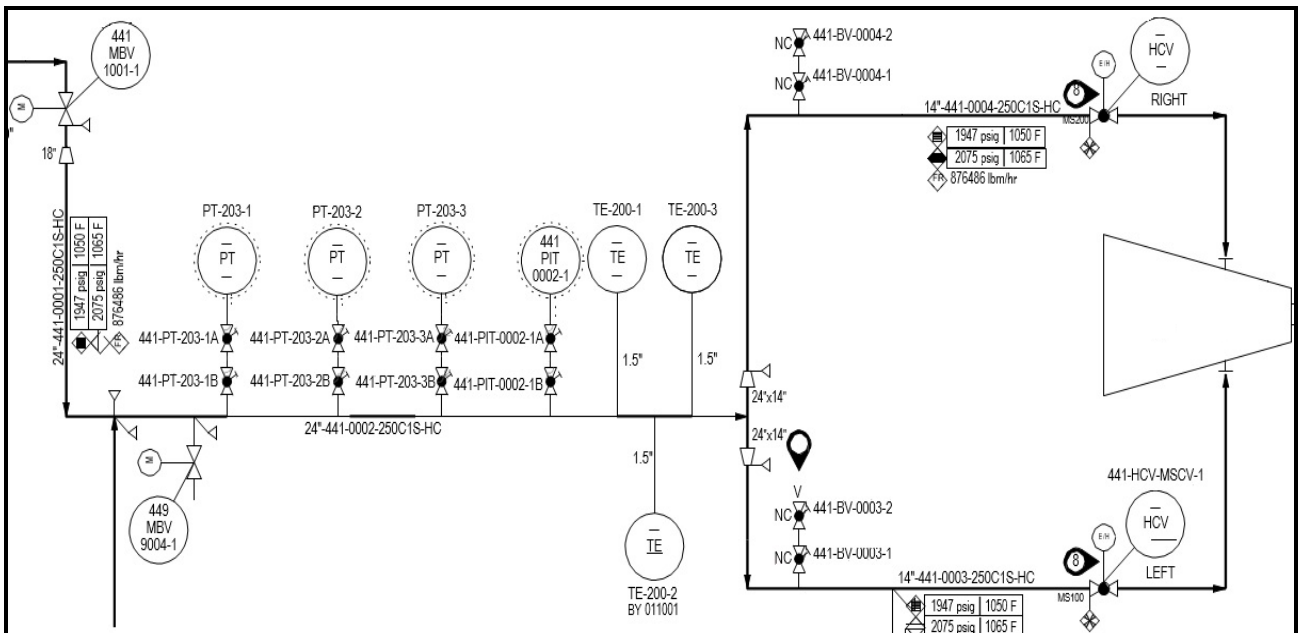 441
MBV
1001-1
M
18"
24"-441-0001-250C1S-HC
1947 psig 1050 F
2075 psig 1065 F
FR 876486 lbm/hr
PT-203-1
PT-203-2
PT-203-3
TE-200-1
TE-200-3
PT
PT
PT
441
PIT
0002-1
TE
TE
441-PT-203-1A
441-PT-203-2A
441-PT-203-3A
441-PIT-0002-1A
441-PT-203-1B
441-PT-203-2B
441-PT-203-3B
441-PIT-0002-1B
1.5"
1.5"
24"-441-0002-250C1S-HC
M
449
MBV
9004-1
1.5"
TE
TE-200-2
BY 011001
NC 441-BV-0004-2
NC 441-BV-0004-1
14"-441-0004-250C1S-HC
8
E/H
HCV
RIGHT
MS200
1947 psig 1050 F
2075 psig 1065 F
FR 876486 lbm/hr
24"x14"
24"x14"
V
NC 441-BV-0003-2
NC 441-BV-0003-1
14"-441-0003-250C1S-HC
441-HCV-MSCV-1
HCV
E/H
8
LEFT
MS100
1947 psig 1050 F
2075 psig 1065 F